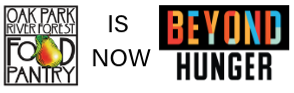 OAK PARK
RIVER FOREST
FOOD
PANTRY
IS
NOW
BEYOND
HUNGER